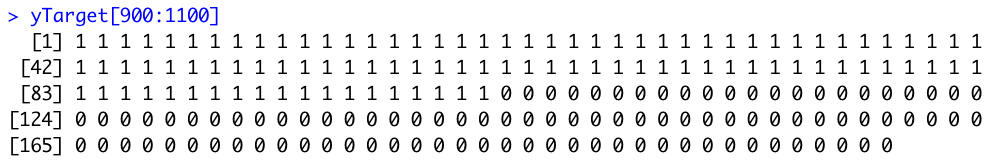 > yTarget[900:1100]
[1] 1 1 1 1 1 1 1 1 1 1 1 1 1 1 1 1 1 1 1 1 1 1 1 1 1 1 1 1 1 1 1 1 1 1 1 1 1 1 1 1 1
[42] 1 1 1 1 1 1 1 1 1 1 1 1 1 1 1 1 1 1 1 1 1 1 1 1 1 1 1 1 1 1 1 1 1 1 1 1 1 1 1 1 1
[83] 1 1 1 1 1 1 1 1 1 1 1 1 1 1 1 1 1 1 1 0 0 0 0 0 0 0 0 0 0 0 0 0 0 0 0 0 0 0 0 0 0
[124] 0 0 0 0 0 0 0 0 0 0 0 0 0 0 0 0 0 0 0 0 0 0 0 0 0 0 0 0 0 0 0 0 0 0 0 0 0 0 0 0 0
[165] 0 0 0 0 0 0 0 0 0 0 0 0 0 0 0 0 0 0 0 0 0 0 0 0 0 0 0 0 0 0 0 0 0 0 0 0 0